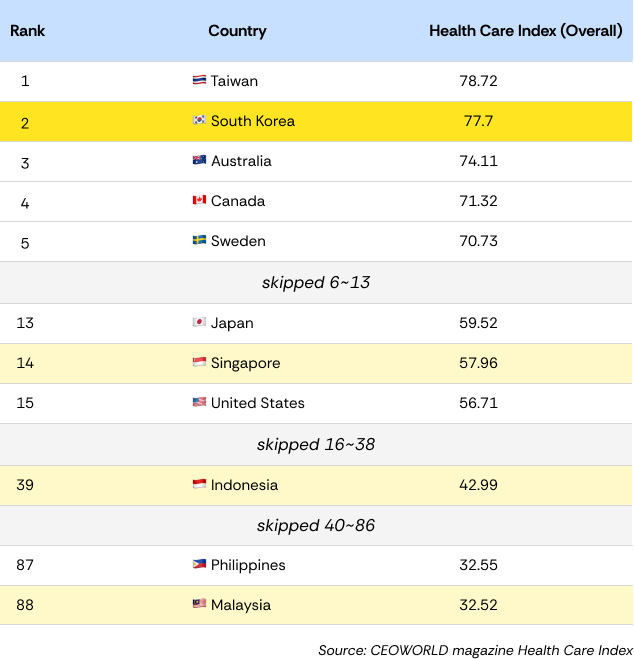 Rank Country Health Care Index (Overall)
1 Taiwan 78.72
2 South Korea 77.7
3 Australia 74.11
4 Canada 71.32
5 Sweden 70.73
skipped 6~13
13 Japan 59.52
14 Singapore 57.96
15 United States 56.71
skipped 16~38
39 Indonesia 42.99
skipped 40~86
87 Philippines 32.55
88 Malaysia 32.52
Source: CEOWORLD magazine Health Care Index